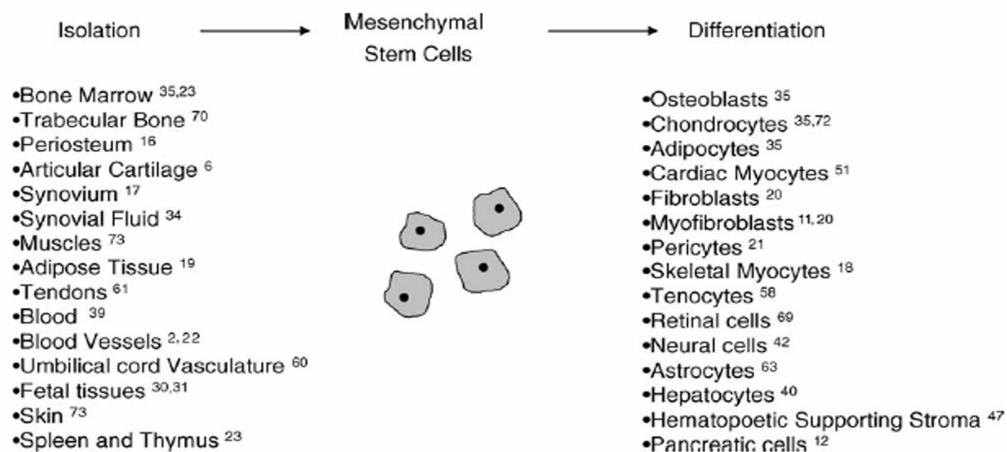 Isolation
Mesenchymal
Stem Cells
Differentiation
•Bone Marrow 35,23
•Trabecular Bone 70
•Periosteum 16
•Articular Cartilage 6
•Synovium 17
•Synovial Fluid 34
•Muscles 73
•Adipose Tissue 19
•Tendons 61
•Blood 39
•Blood Vessels 2,22
•Umbilical cord Vasculature 60
•Fetal tissues 30,31
•Skin 73
•Spleen and Thymus 23
•Osteoblasts 35
•Chondrocytes 35,72
•Adipocytes 35
•Cardiac Myocytes 51
•Fibroblasts 20
•Myofibroblasts 11,20
•Pericytes 21
•Skeletal Myocytes 18
•Tenocytes 58
•Retinal cells 69
•Neural cells 42
•Astrocytes 63
•Hepatocytes 40
•Hematopoetic Supporting Stroma 47
•Pancreatic cells 12